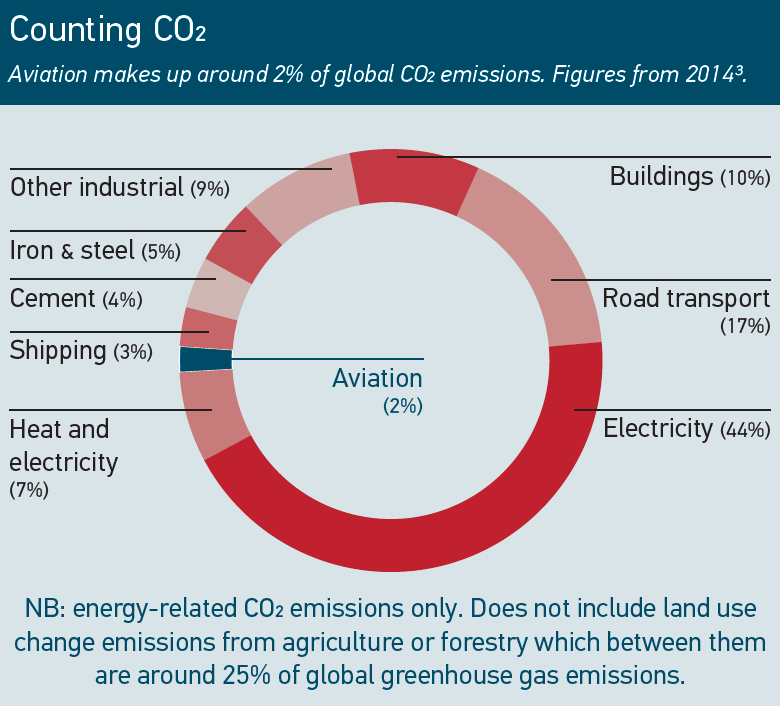 Counting CO₂
Aviation makes up around 2% of global CO₂ emissions. Figures from 2014³.
Other industrial (9%)
Iron & steel (5%)
Cement (4%)
Shipping (3%)
Heat and
electricity
(7%)
Aviation
(2%)
Buildings (10%)
Road transport
(17%)
Electricity (44%)
NB: energy-related CO₂ emissions only. Does not include land use
change emissions from agriculture or forestry which between them
are around 25% of global greenhouse gas emissions.